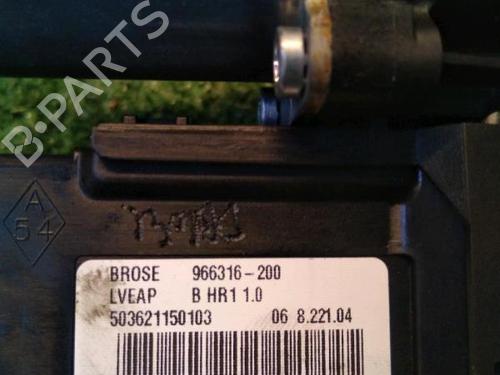 B-PARTS
A
54
BROSE 966316-200
LVEAP B HR1 1.0
503621150103 06 8.221.04